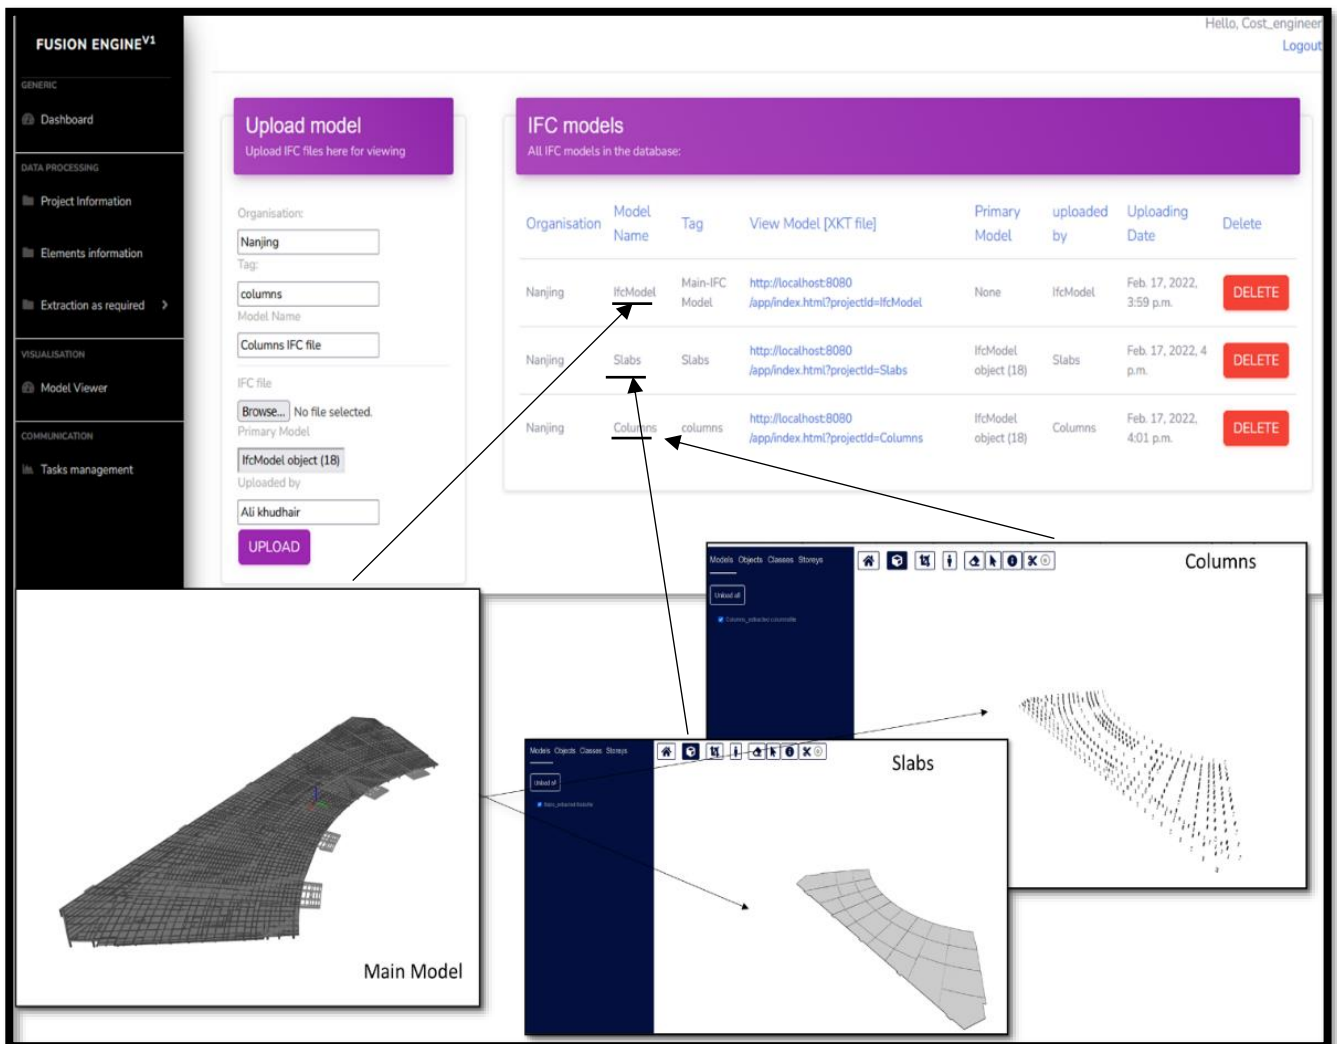 Hello, Cost_engineer
Logout
FUSION ENGINEV1
GENERIC
Dashboard
DATA PROCESSING
Project Information
Elements information
Extraction as required
VISUALISATION
Model Viewer
COMMUNICATION
Tasks management
Upload model
Upload IFC files here for viewing
Organisation:
Nanjing
Tag:
columns
Model Name
Columns IFC file
IFC file
Browse... No file selected.
Primary Model
IfcModel object (18)
Uploaded by
Ali khudhair
UPLOAD
IFC models
All IFC models in the database:
Organisation Model Name Tag View Model [XKT file] Primary Model uploaded by Uploading Date Delete
Nanjing IfcModel Main-IFC Model http://localhost:8080/app/index.html?projectId=IfcModel None IfcModel Feb. 17, 2022, 3:59 p.m. DELETE
Nanjing Slabs Slabs http://localhost:8080/app/index.html?projectId=Slabs IfcModel object (18) Slabs Feb. 17, 2022, 4 p.m. DELETE
Nanjing Columns columns http://localhost:8080/app/index.html?projectId=Columns IfcModel object (18) Columns Feb. 17, 2022, 4:01 p.m. DELETE
Models Objects Classes Storeys
Unload all
Columns
Models Objects Classes Storeys
Unload all
Slabs
Main Model